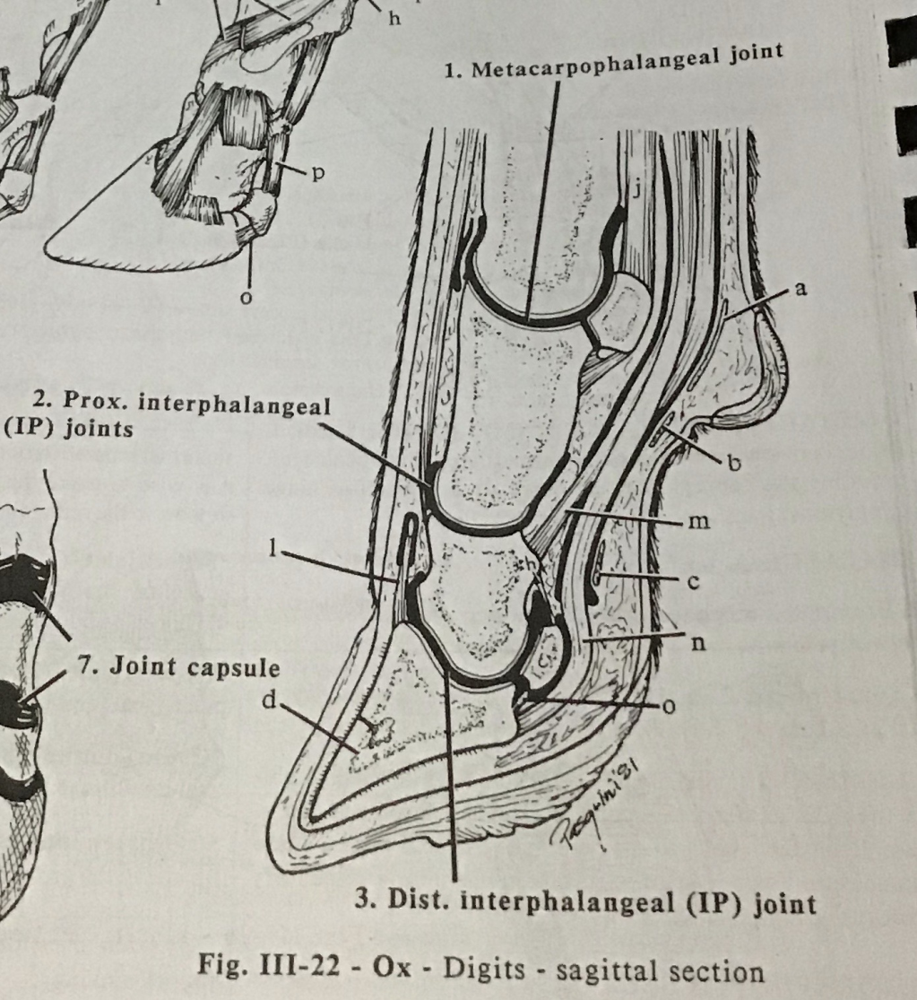 h
1. Metacarpophalangeal joint
p
j
o
a
2. Prox. interphalangeal
(IP) joints
b
m
l
c
n
7. Joint capsule
d
o
Pasquini '81
3. Dist. interphalangeal (IP) joint
Fig. III-22 - Ox - Digits - sagittal section